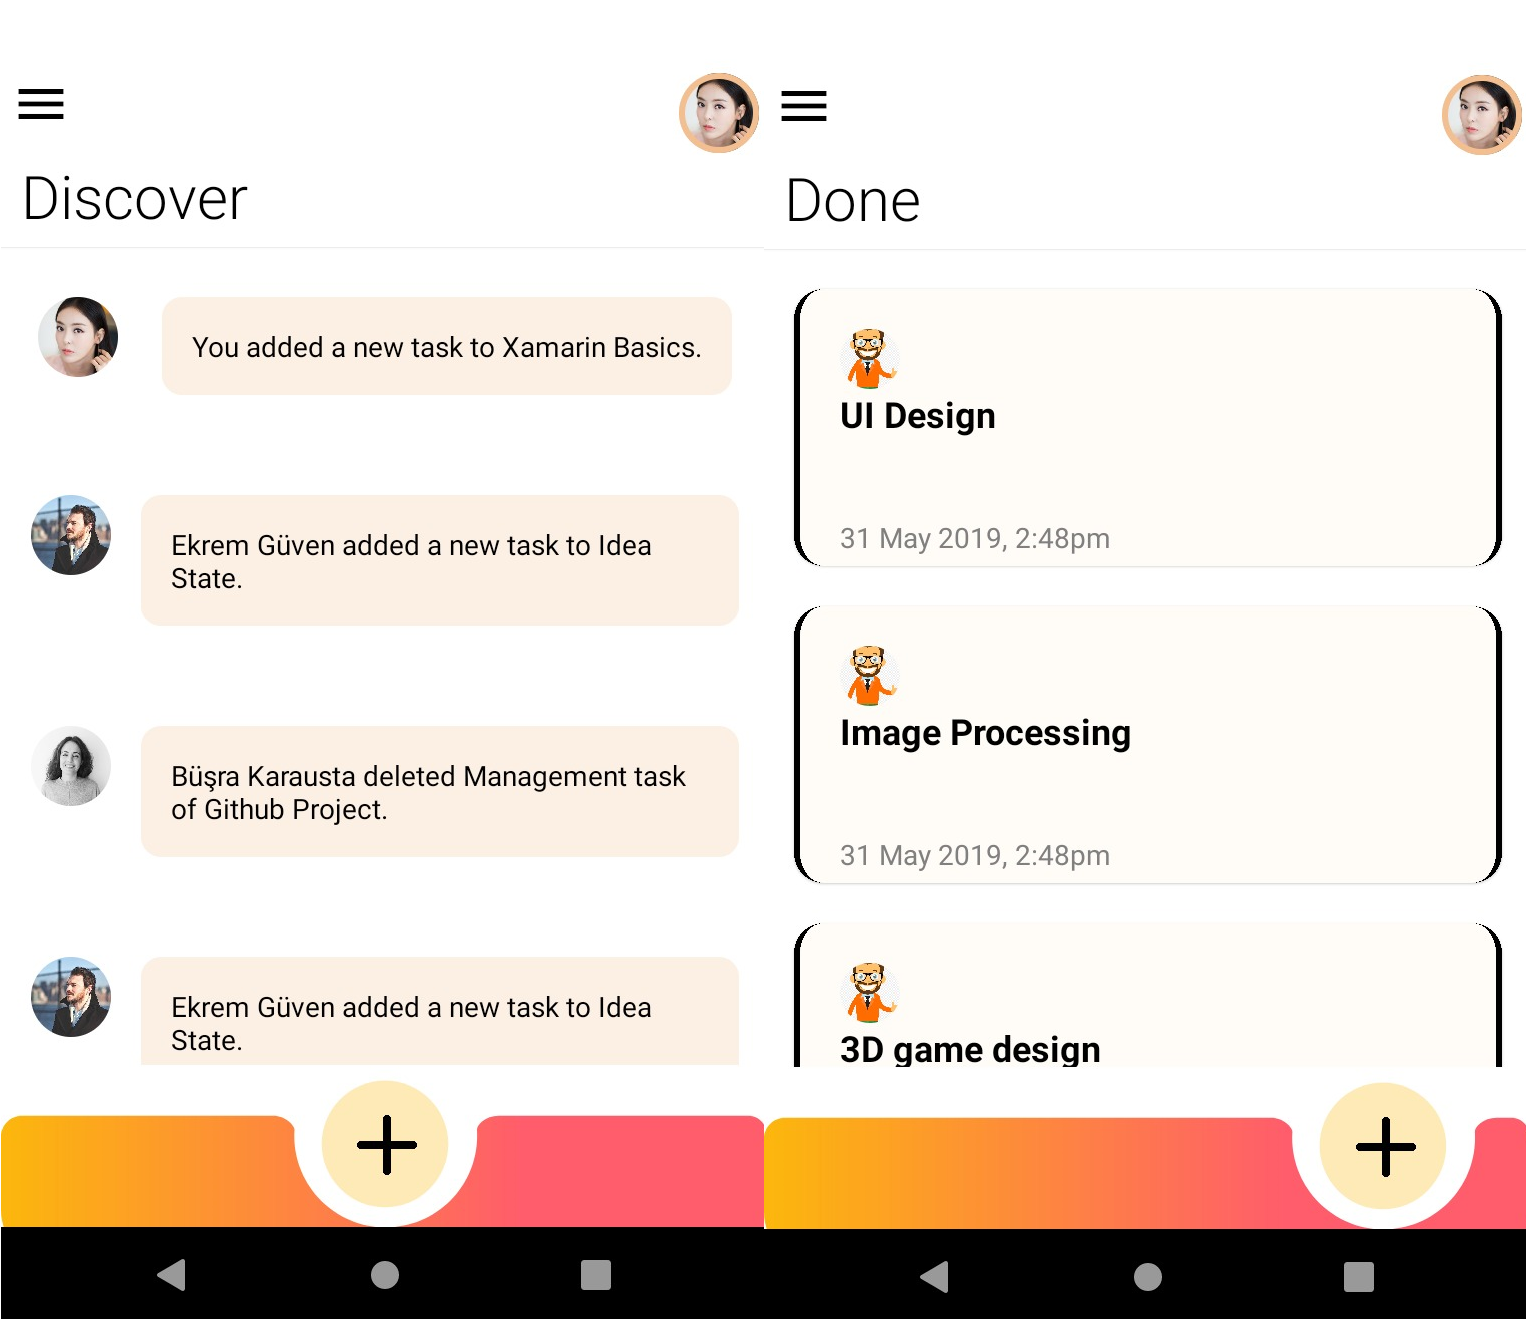 Discover
You added a new task to Xamarin Basics.
Ekrem Güven added a new task to Idea
State.
Büşra Karausta deleted Management task
of Github Project.
Ekrem Güven added a new task to Idea
State.
Done
UI Design
31 May 2019, 2:48pm
Image Processing
31 May 2019, 2:48pm
3D game design